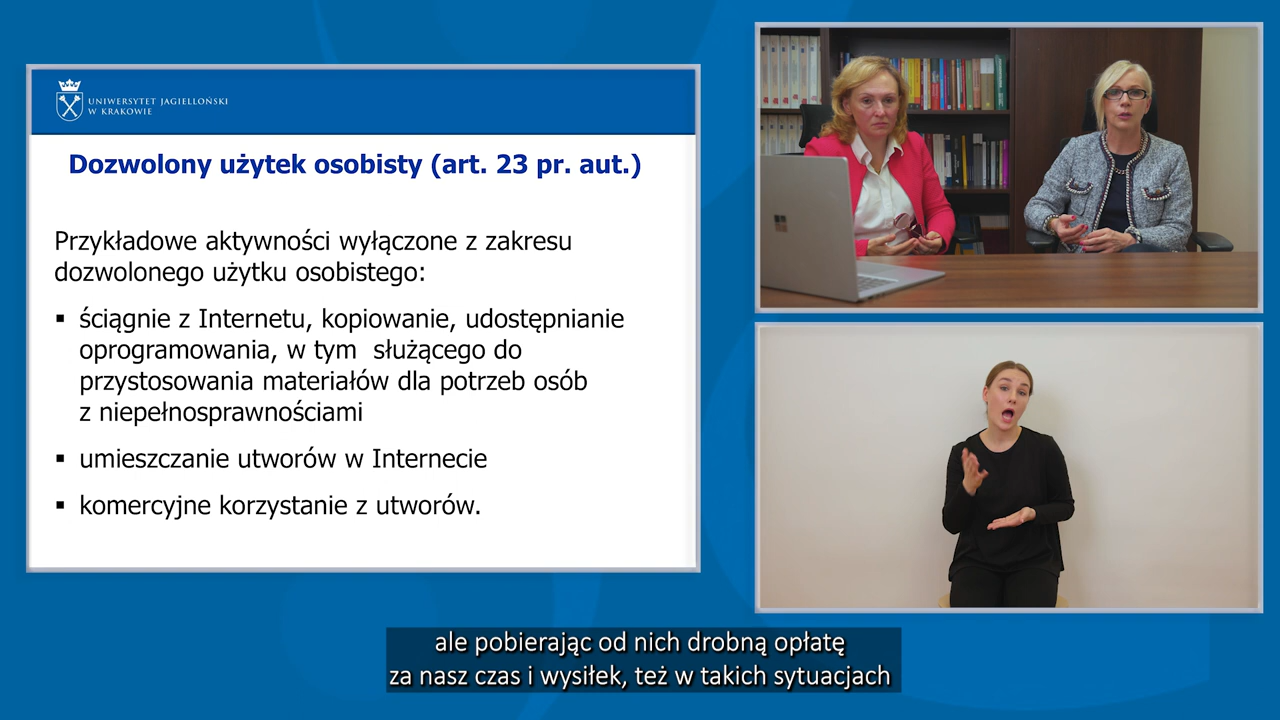 UNIWERSYTET JAGIELLOŃSKI
W KRAKOWIE
Dozwolony użytek osobisty (art. 23 pr. aut.)
Przykładowe aktywności wyłączone z zakresu
dozwolonego użytku osobistego:
▪ ściągnie z Internetu, kopiowanie, udostępnianie
oprogramowania, w tym służącego do
przystosowania materiałów dla potrzeb osób
z niepełnosprawnościami
▪ umieszczanie utworów w Internecie
▪ komercyjne korzystanie z utworów.
ale pobierając od nich drobną opłatę
za nasz czas i wysiłek, też w takich sytuacjach